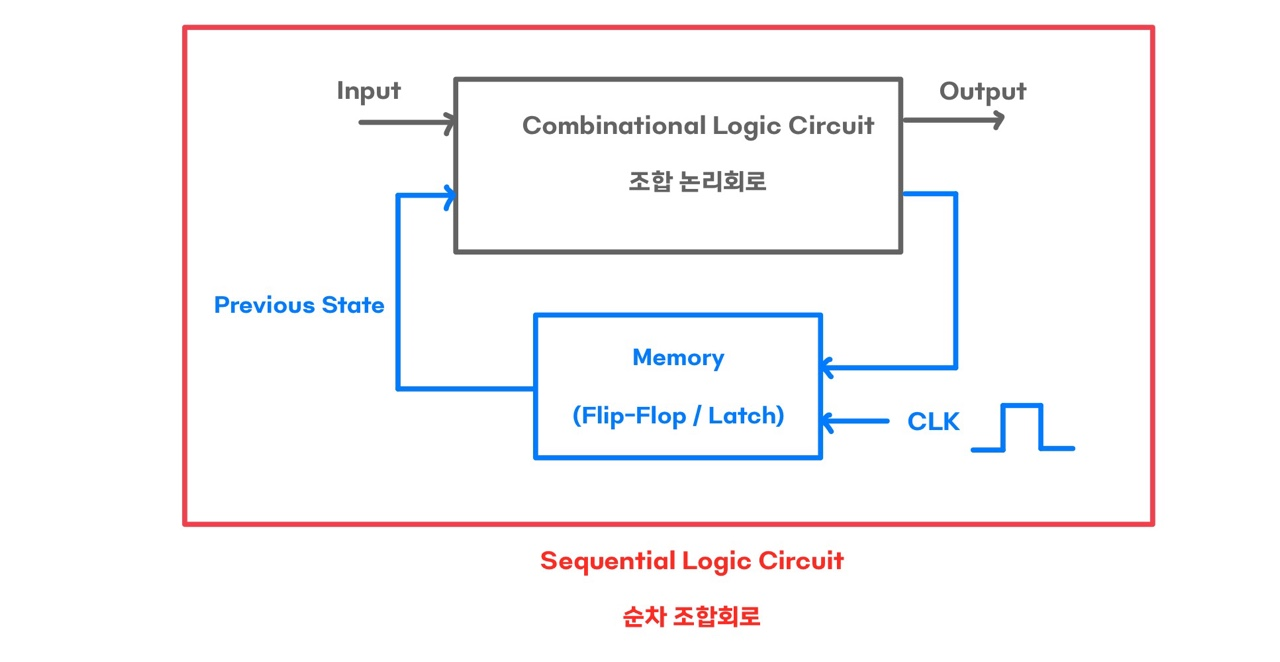 Input
Output
Combinational Logic Circuit
조합 논리회로
Previous State
Memory
(Flip-Flop / Latch)
CLK
Sequential Logic Circuit
순차 조합회로